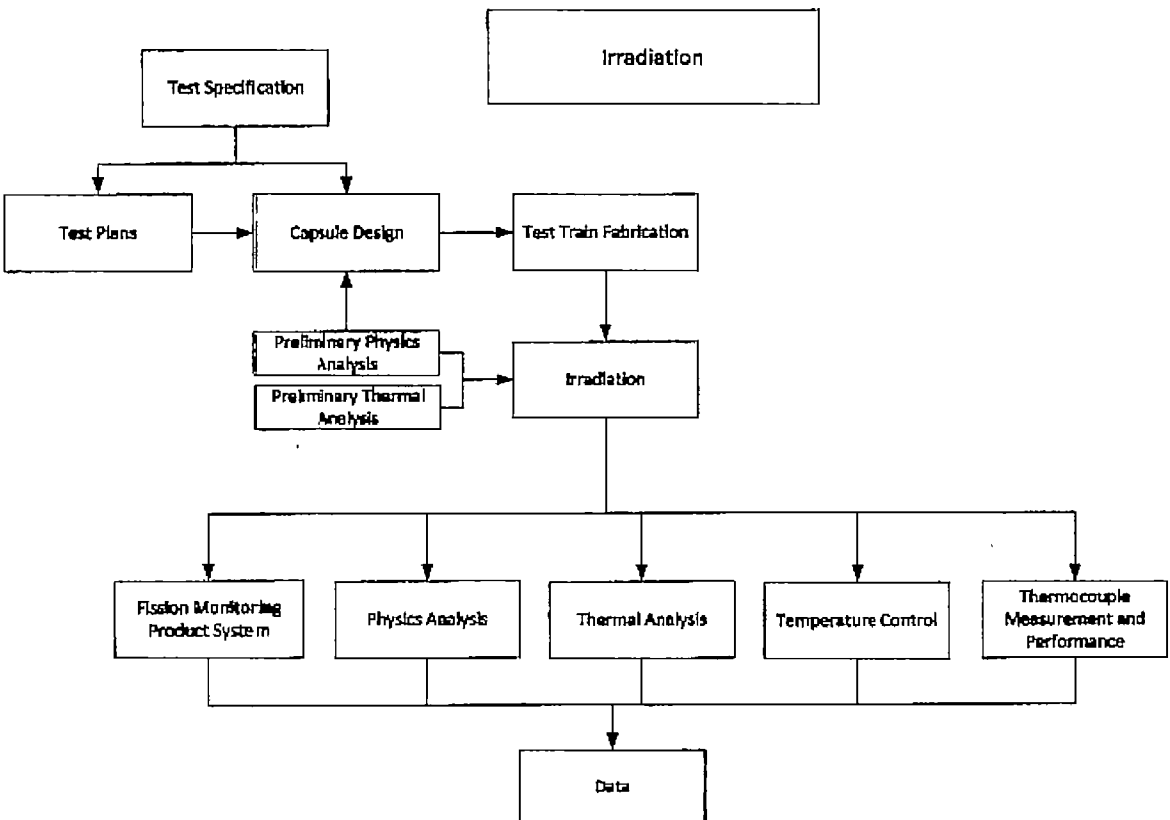 Irradiation
Test Specification
Test Plans
Capsule Design
Test Train Fabrication
Preliminary Physics
Analysis
Preliminary Thermal
Analysis
Irradiation
Fission Monitoring
Product System
Physics Analysis
Thermal Analysis
Temperature Control
Thermocouple
Measurement and
Performance
Data